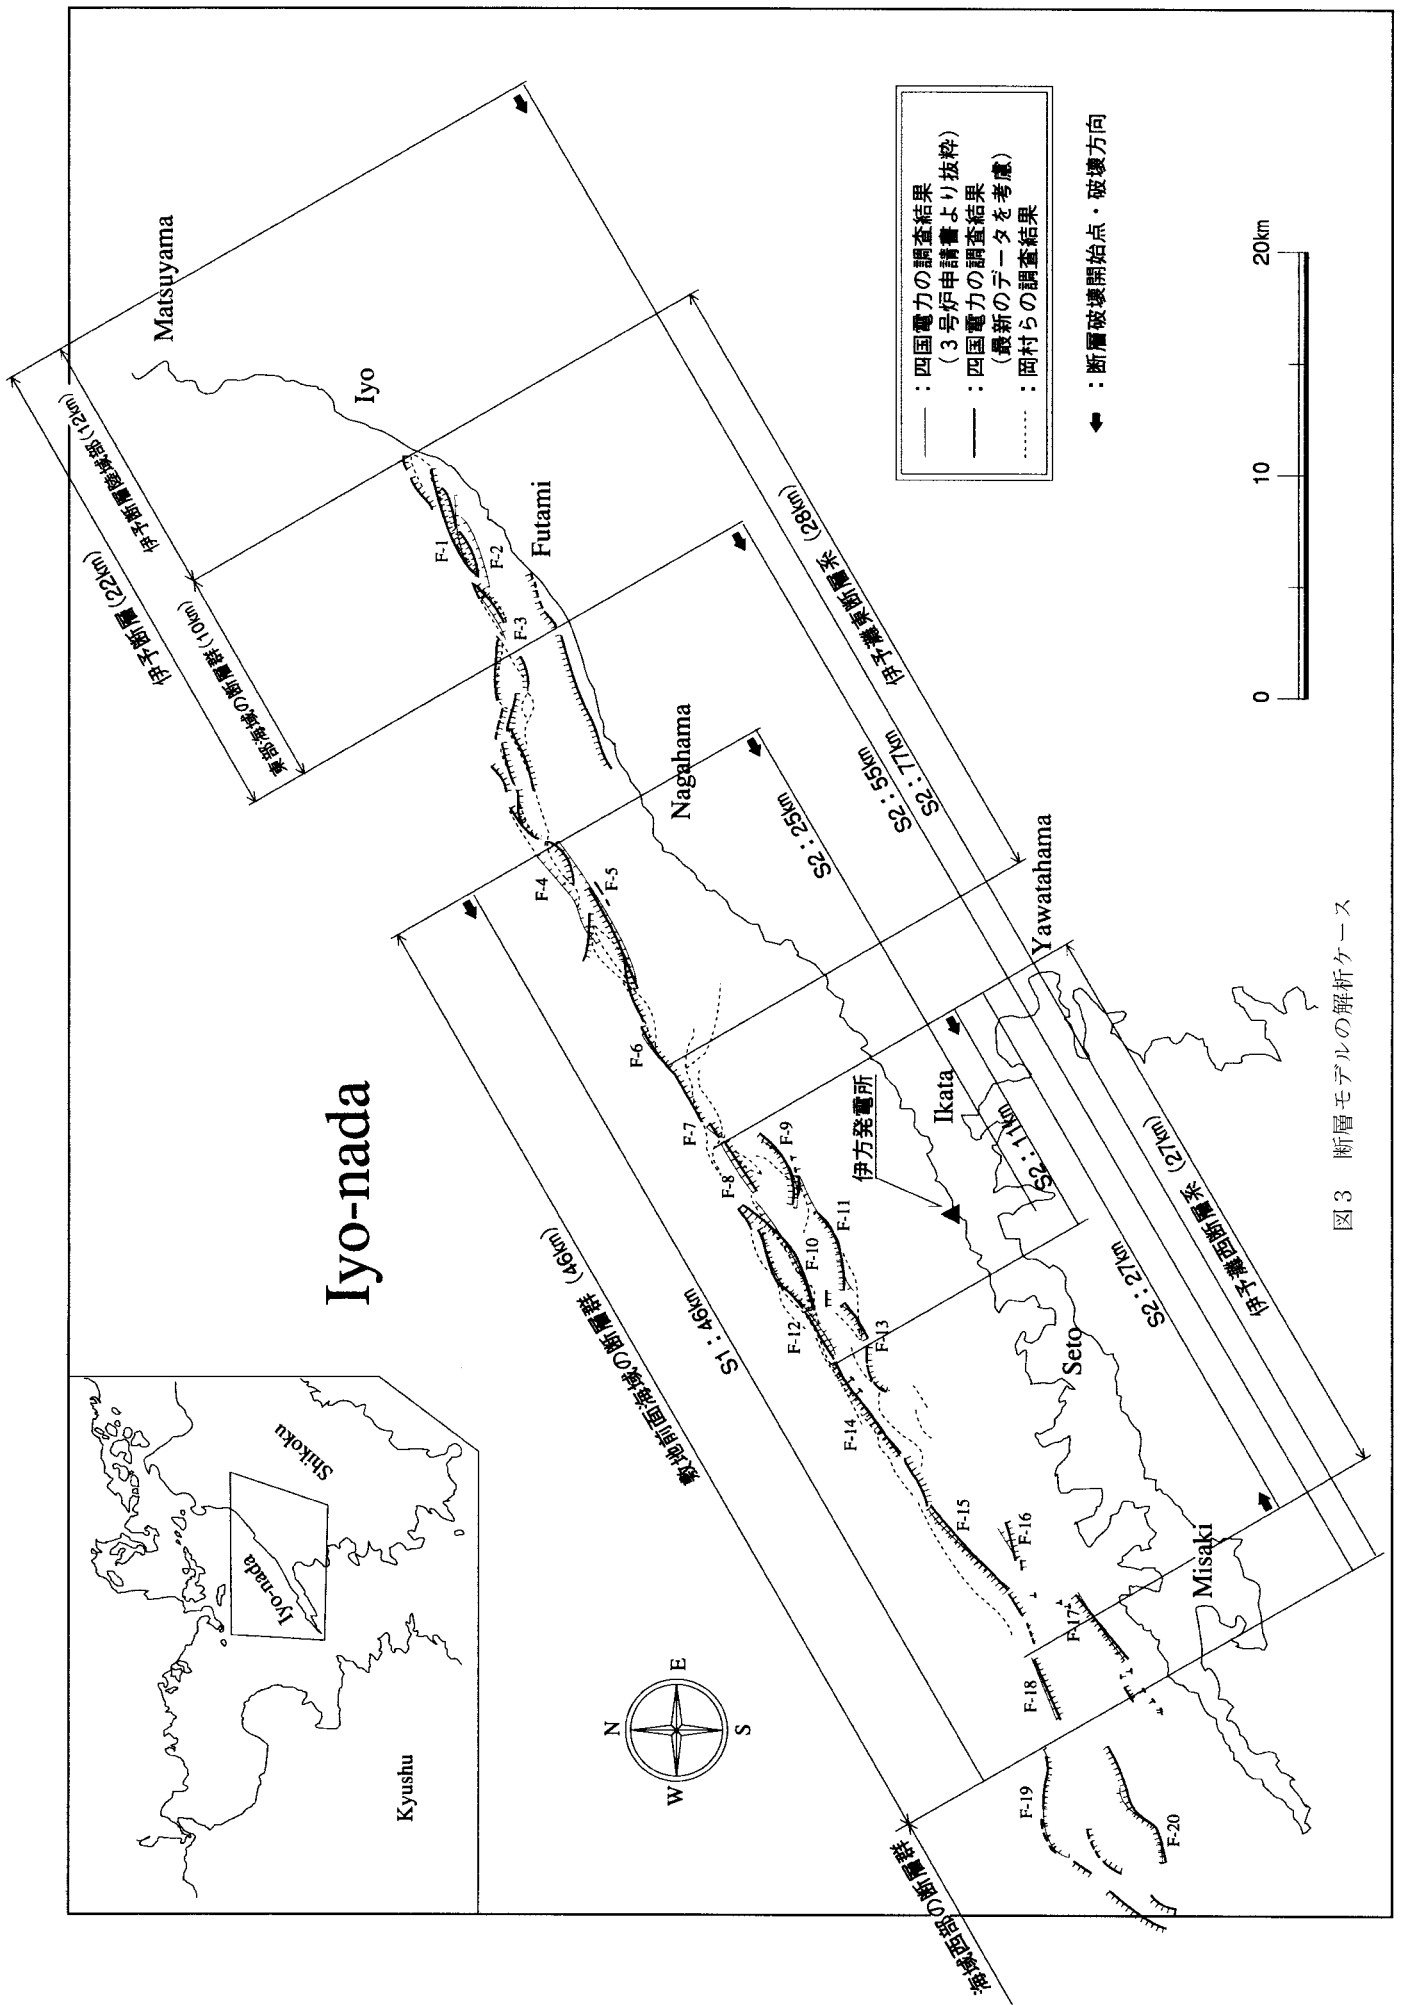 Iyo-nada
Matsuyama
Iyo
Futami
Nagahama
Yawatahama
Ikata
伊方発電所
Seto
Misaki
伊予断層(22km)
伊予断層陸域部(12km)
東部海域の断層群(10km)
敷地前面海域の断層群 (46km)
海域西部の断層群
S1:46km
S2:25km
S2:55km
S2:77km
伊予灘東断層系 (28km)
S2:11km
S2:27km
伊予灘西断層系 (27km)
F-1
F-2
F-3
F-4
F-5
F-6
F-7
F-8
F-9
F-10
F-11
F-12
F-13
F-14
F-15
F-16
F-17
F-18
F-19
F-20
:四国電力の調査結果
(3号炉申請書より抜粋)
:四国電力の調査結果
(最新のデータを考慮)
:岡村らの調査結果
:断層破壊開始点・破壊方向
0
10
20km
N
E
S
W
Shikoku
Iyo-nada
Kyushu
図3 断層モデルの解析ケース